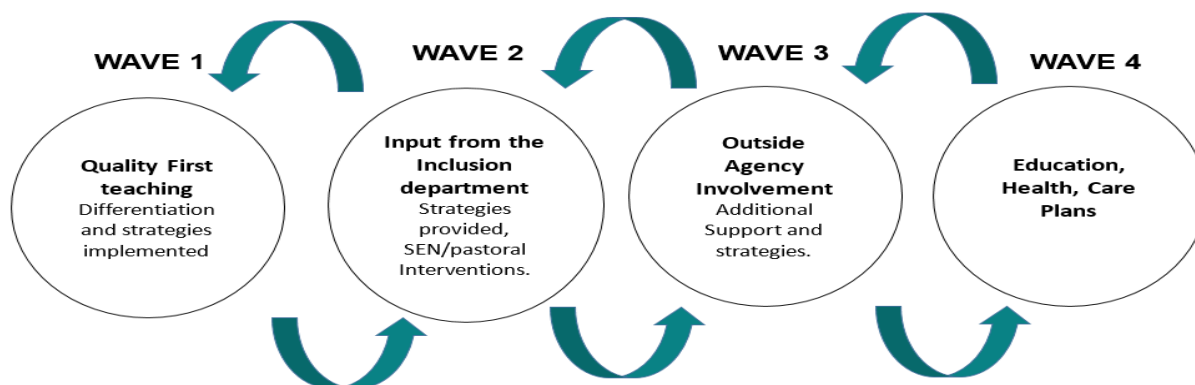 WAVE 1
Quality First
teaching
Differentiation
and strategies
implemented
WAVE 2
Input from the
Inclusion
department
Strategies
provided,
SEN/pastoral
Interventions.
WAVE 3
Outside
Agency
Involvement
Additional
Support and
strategies.
WAVE 4
Education,
Health, Care
Plans